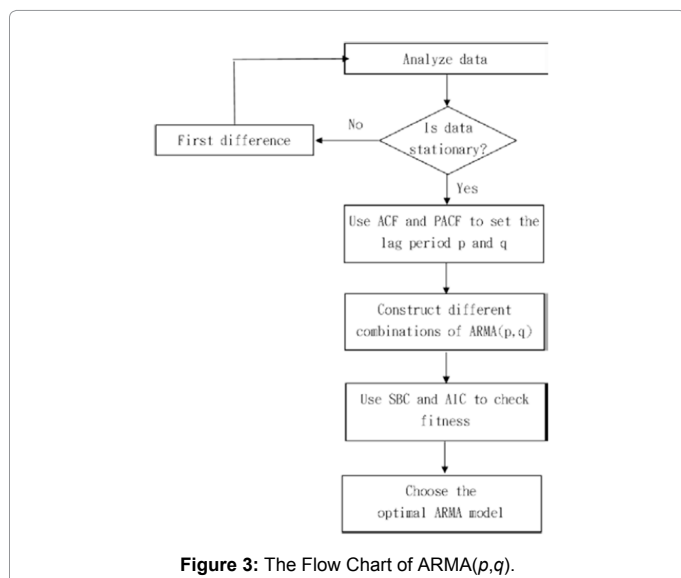 Analyze data
Is data
stationary?
No
First difference
Yes
Use ACF and PACF to set the
lag period p and q
Construct different
combinations of ARMA(p,q)
Use SBC and AIC to check
fitness
Choose the
optimal ARMA model
Figure 3: The Flow Chart of ARMA(p,q).